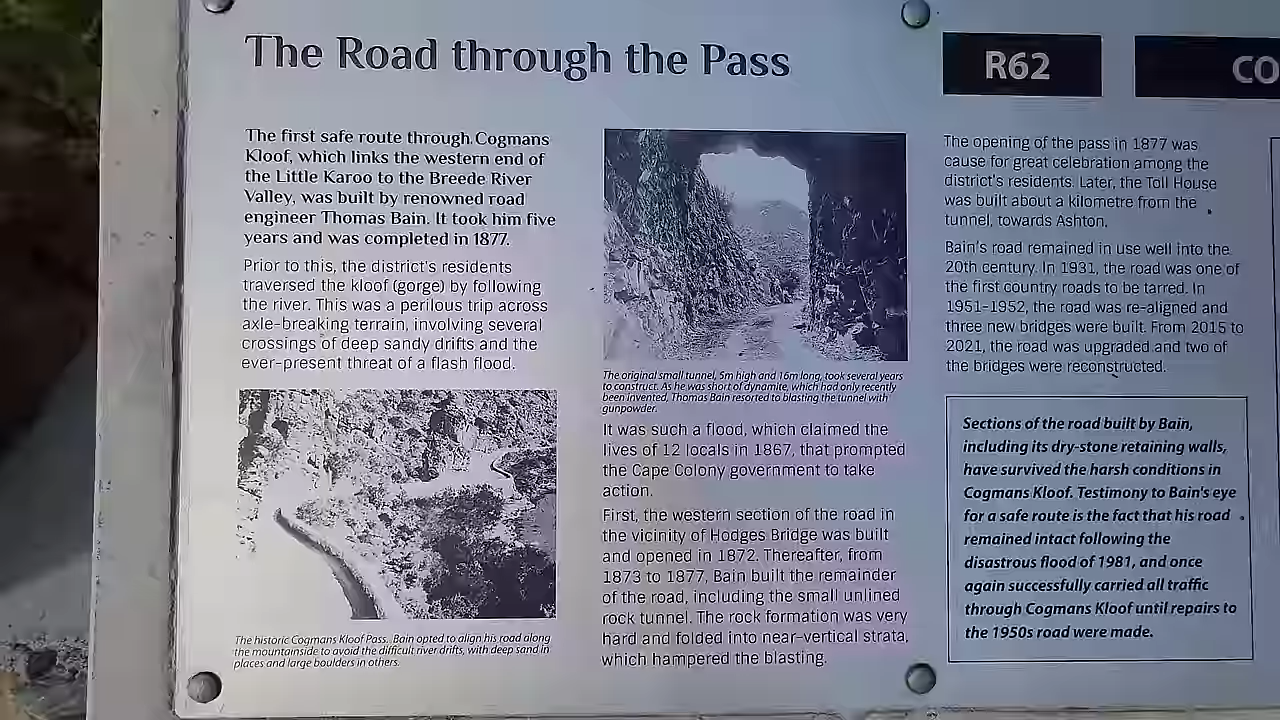 The Road through the Pass
The first safe route through Cogmans
Kloof, which links the western end of
the Little Karoo to the Breede River
Valley, was built by renowned road
engineer Thomas Bain. It took him five
years and was completed in 1877.
Prior to this, the district's residents
traversed the kloof (gorge) by following
the river. This was a perilous trip across
axle-breaking terrain, involving several
crossings of deep sandy drifts and the
ever-present threat of a flash flood.
The historic Cogmans Kloof Pass. Bain opted to align his road along
the mountainside to avoid the difficult river drifts, with deep sand in
places and large boulders in others.
The original small tunnel, 5m high and 16m long, took several years
to construct. As he was short of dynamite, which had only recently
been invented, Thomas Bain resorted to blasting the tunnel with
gunpowder.
It was such a flood, which claimed the
lives of 12 locals in 1867, that prompted
the Cape Colony government to take
action.
First, the western section of the road in
the vicinity of Hodges Bridge was built
and opened in 1872. Thereafter, from
1873 to 1877, Bain built the remainder
of the road, including the small unlined
rock tunnel. The rock formation was very
hard and folded into near-vertical strata,
which hampered the blasting.
R62
CO
The opening of the pass in 1877 was
cause for great celebration among the
district's residents. Later, the Toll House
was built about a kilometre from the
tunnel, towards Ashton.
Bain's road remained in use well into the
20th century. In 1931, the road was one of
the first country roads to be tarred. In
1951-1952, the road was re-aligned and
three new bridges were built. From 2015 to
2021, the road was upgraded and two of
the bridges were reconstructed.
Sections of the road built by Bain,
including its dry-stone retaining walls,
have survived the harsh conditions in
Cogmans Kloof. Testimony to Bain's eye
for a safe route is the fact that his road
remained intact following the
disastrous flood of 1981, and once
again successfully carried all traffic
through Cogmans Kloof until repairs to
the 1950s road were made.